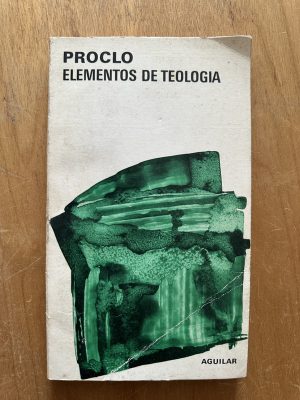 PROCLO
ELEMENTOS DE TEOLOGIA
AGUILAR